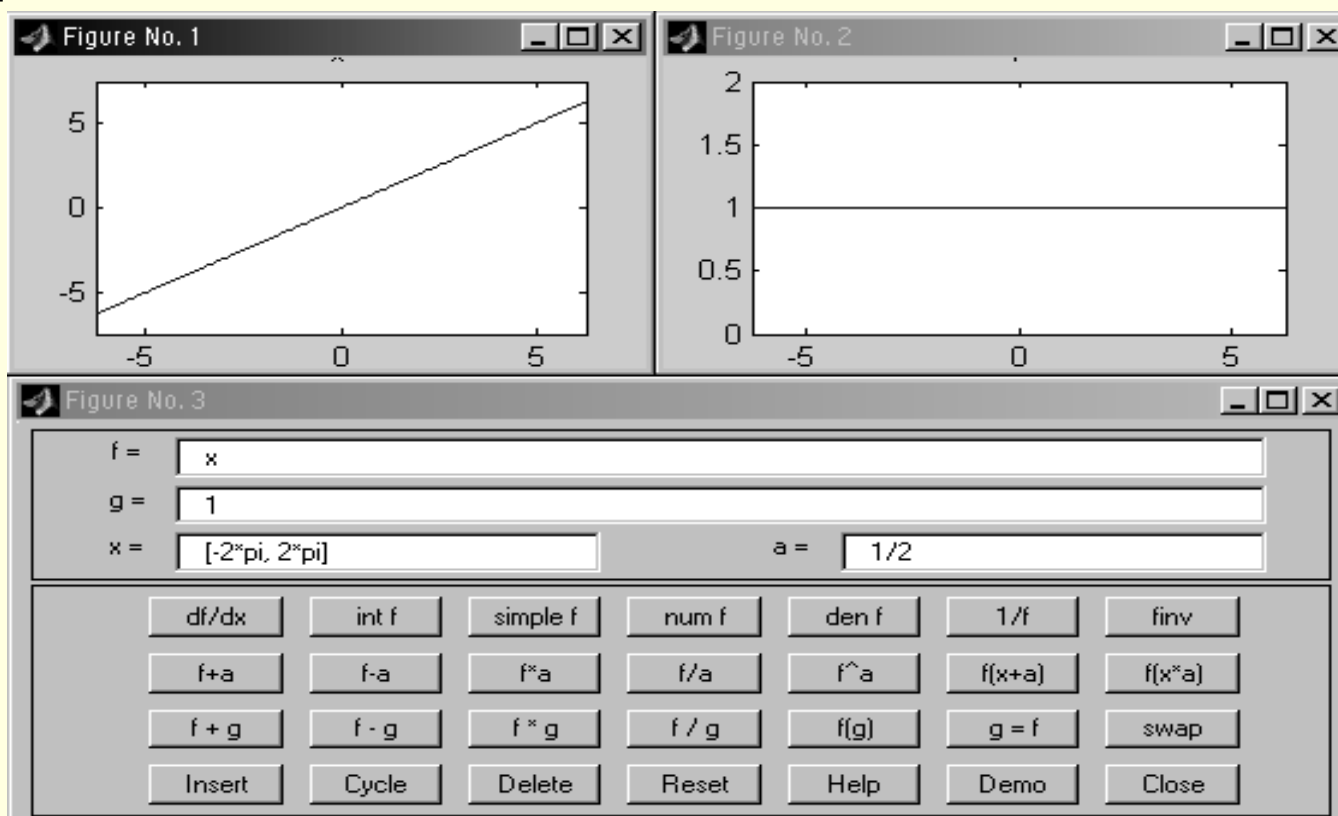 Figure No. 1
5
0
-5
-5 0 5
Figure No. 2
2
1.5
1
0.5
0
-5 0 5
Figure No. 3
f = x
g = 1
x = [-2*pi, 2*pi] a = 1/2
df/dx int f simple f num f den f 1/f finv
f+a f-a f*a f/a f^a f(x+a) f(x*a)
f + g f - g f * g f / g f(g) g = f swap
Insert Cycle Delete Reset Help Demo Close